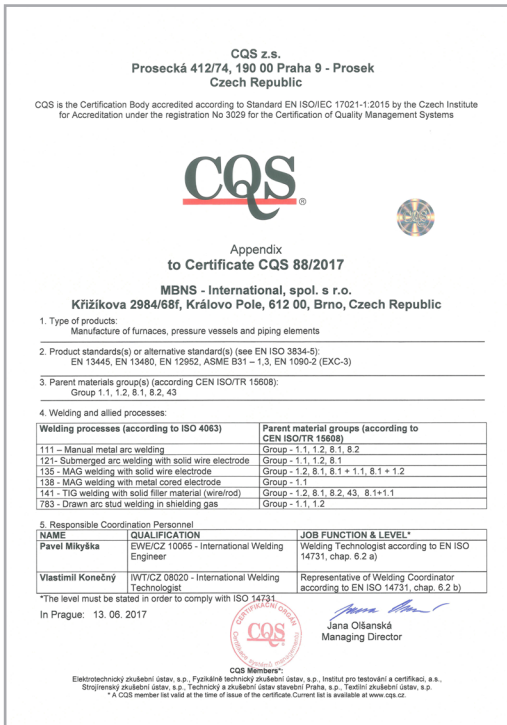 CQS z.s.
Prosecká 412/74, 190 00 Praha 9 - Prosek
Czech Republic
CQS is the Certification Body accredited according to Standard EN ISO/IEC 17021-1:2015 by the Czech Institute
for Accreditation under the registration No 3029 for the Certification of Quality Management Systems
CQS®
Appendix
to Certificate CQS 88/2017
MBNS - International, spol. s r.o.
Křižíkova 2984/68f, Královo Pole, 612 00, Brno, Czech Republic
1. Type of products:
Manufacture of furnaces, pressure vessels and piping elements
2. Product standards(s) or alternative standard(s) (see EN ISO 3834-5):
EN 13445, EN 13480, EN 12952, ASME B31 – 1,3, EN 1090-2 (EXC-3)
3. Parent materials group(s) (according CEN ISO/TR 15608):
Group 1.1, 1.2, 8.1, 8.2, 43
4. Welding and allied processes:
Welding processes (according to ISO 4063) Parent material groups (according to
CEN ISO/TR 15608)
111 – Manual metal arc welding Group - 1.1, 1.2, 8.1, 8.2
121- Submerged arc welding with solid wire electrode Group - 1.1, 1.2, 8.1
135 - MAG welding with solid wire electrode Group - 1.2, 8.1, 8.1 + 1.1, 8.1 + 1.2
138 - MAG welding with metal cored electrode Group - 1.1
141 - TIG welding with solid filler material (wire/rod) Group - 1.2, 8.1, 8.2, 43, 8.1+1.1
783 - Drawn arc stud welding in shielding gas Group - 1.1, 1.2
5. Responsible Coordination Personnel
NAME QUALIFICATION JOB FUNCTION & LEVEL*
Pavel Mikyška EWE/CZ 10065 - International Welding Welding Technologist according to EN ISO
Engineer 14731, chap. 6.2 a)
Vlastimil Konečný IWT/CZ 08020 - International Welding Representative of Welding Coordinator
Technologist according to EN ISO 14731, chap. 6.2 b)
*The level must be stated in order to comply with ISO 14731
In Prague: 13. 06. 2017
CERTIFIKAČNÍ ORGÁN
CQS
Certifikace systémů managementu
Jana Olšanská
Managing Director
CQS Members*:
Elektrotechnický zkušební ústav, s.p., Fyzikálně technický zkušební ústav, s.p., Institut pro testování a certifikaci, a.s.,
Strojírenský zkušební ústav, s.p., Technický a zkušební ústav stavební Praha, s.p., Textilní zkušební ústav, s.p.
* A CQS member list valid at the time of issue of the certificate.Current list is available at www.cqs.cz.